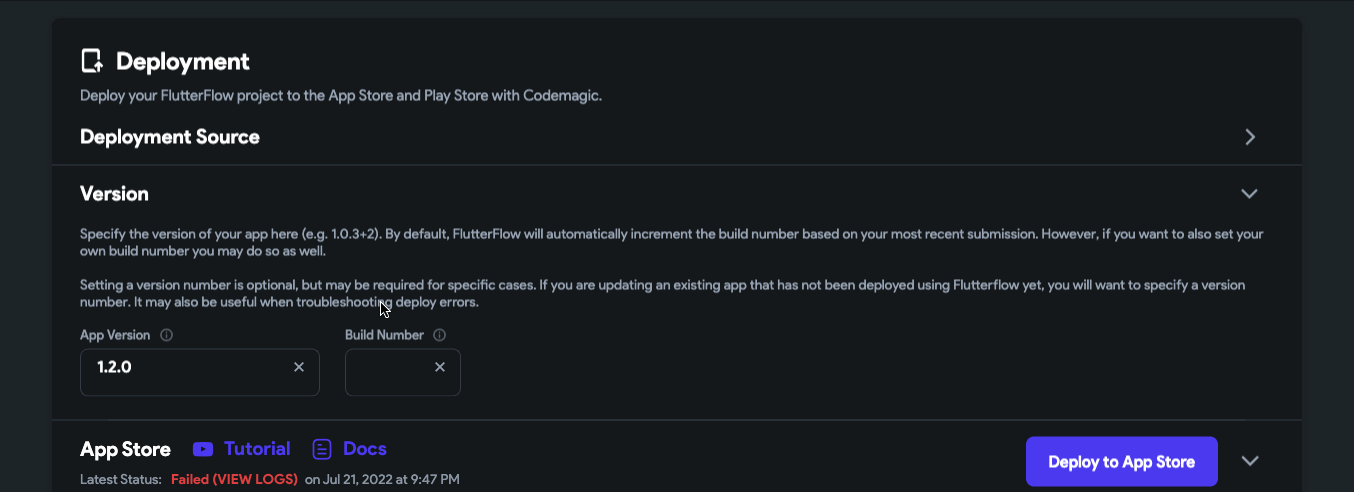 Deployment
Deploy your FlutterFlow project to the App Store and Play Store with Codemagic.
Deployment Source
Version
Specify the version of your app here (e.g. 1.0.3+2). By default, FlutterFlow will automatically increment the build number based on your most recent submission. However, if you want to also set your
own build number you may do so as well.
Setting a version number is optional, but may be required for specific cases. If you are updating an existing app that has not been deployed using Flutterflow yet, you will want to specify a version
number. It may also be useful when troubleshooting deploy errors.
App Version Build Number
1.2.0
App Store Tutorial Docs Deploy to App Store
Latest Status: Failed (VIEW LOGS) on Jul 21, 2022 at 9:47 PM